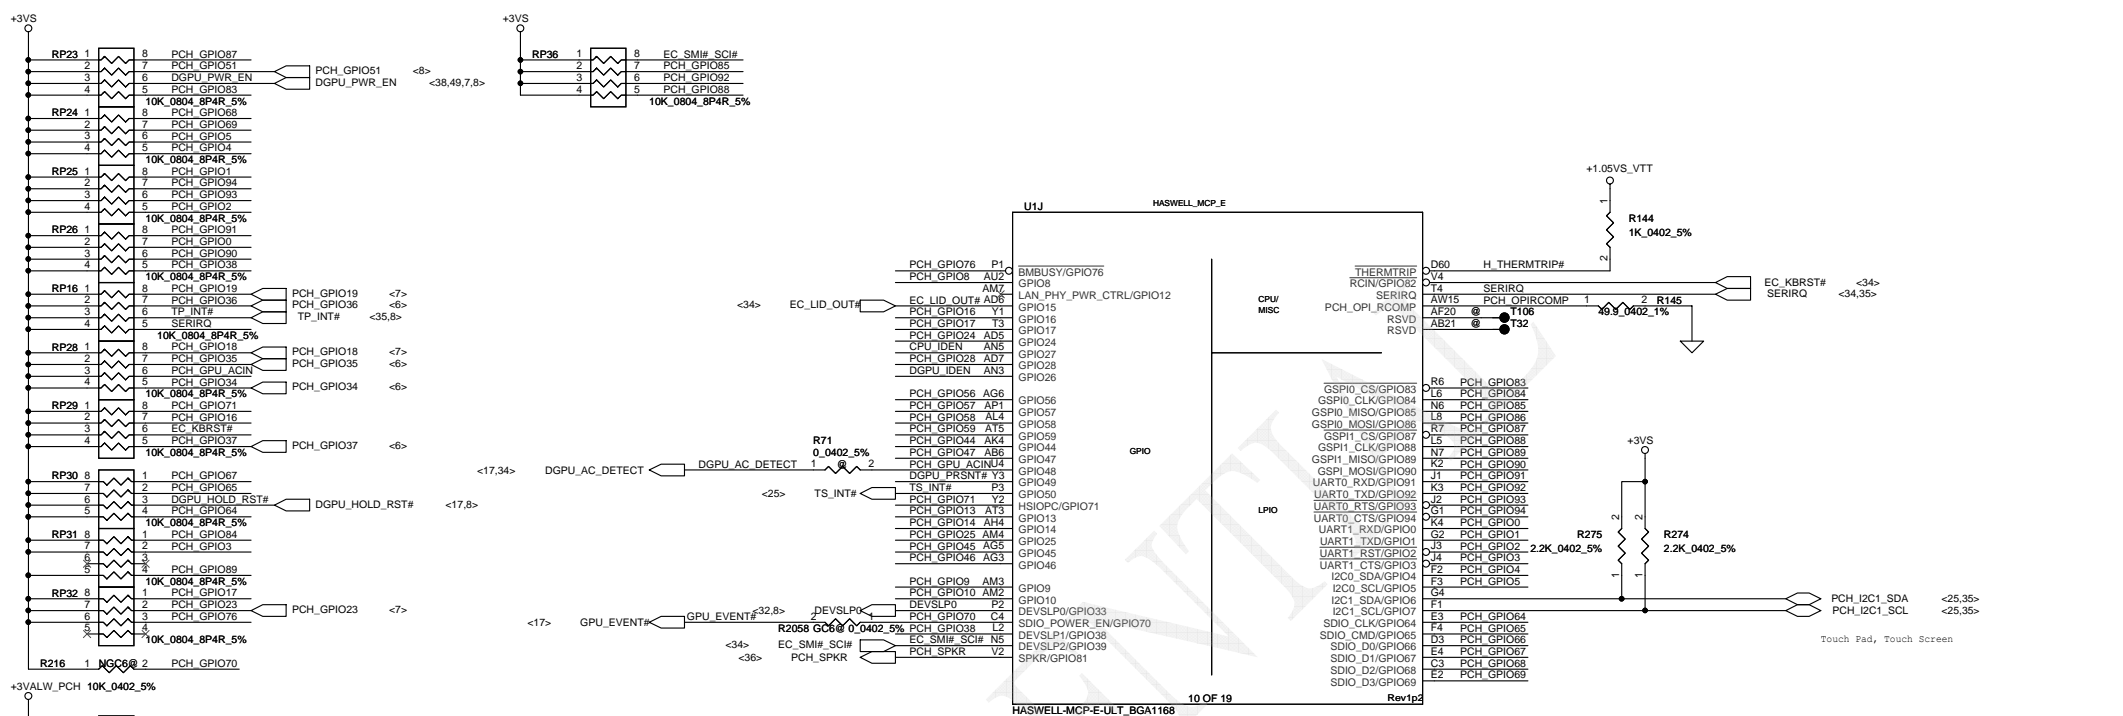 +3VS
RP23 1 8 PCH_GPIO87
2 7 PCH_GPIO51 PCH_GPIO51 <8>
3 6 DGPU_PWR_EN DGPU_PWR_EN <38,49,7,8>
4 5 PCH_GPIO83
10K_0804_8P4R_5%
RP24 1 8 PCH_GPIO68
2 7 PCH_GPIO69
3 6 PCH_GPIO5
4 5 PCH_GPIO4
10K_0804_8P4R_5%
RP25 1 8 PCH_GPIO1
2 7 PCH_GPIO94
3 6 PCH_GPIO93
4 5 PCH_GPIO2
10K_0804_8P4R_5%
RP26 1 8 PCH_GPIO91
2 7 PCH_GPIO0
3 6 PCH_GPIO90
4 5 PCH_GPIO38
10K_0804_8P4R_5%
RP16 1 8 PCH_GPIO19 PCH_GPIO19 <7>
2 7 PCH_GPIO36 PCH_GPIO36 <6>
3 6 TP_INT# TP_INT# <35,8>
4 5 SERIRQ
10K_0804_8P4R_5%
RP28 1 8 PCH_GPIO18 PCH_GPIO18 <7>
2 7 PCH_GPIO35 PCH_GPIO35 <6>
3 6 PCH_GPU_ACIN
4 5 PCH_GPIO34 PCH_GPIO34 <6>
10K_0804_8P4R_5%
RP29 1 8 PCH_GPIO71
2 7 PCH_GPIO16
3 6 EC_KBRST#
4 5 PCH_GPIO37 PCH_GPIO37 <6>
10K_0804_8P4R_5%
RP30 8 1 PCH_GPIO67
7 2 PCH_GPIO65
6 3 DGPU_HOLD_RST# DGPU_HOLD_RST# <17,8>
5 4 PCH_GPIO64
10K_0804_8P4R_5%
RP31 8 1 PCH_GPIO84
7 2 PCH_GPIO3
6 3
5 4 PCH_GPIO89
10K_0804_8P4R_5%
RP32 8 1 PCH_GPIO17
7 2 PCH_GPIO23 PCH_GPIO23 <7>
6 3 PCH_GPIO76
5 4
10K_0804_8P4R_5%
R216 1 NGC6@ 2 PCH_GPIO70
+3VALW_PCH 10K_0402_5%
+3VS
RP36 1 8 EC_SMI#_SCI#
2 7 PCH_GPIO85
3 6 PCH_GPIO92
4 5 PCH_GPIO88
10K_0804_8P4R_5%
U1J HASWELL_MCP_E
PCH_GPIO76 P1 BMBUSY/GPIO76
PCH_GPIO8 AU2 GPIO8
AM7 LAN_PHY_PWR_CTRL/GPIO12
<34> EC_LID_OUT# EC_LID_OUT# AD6 GPIO15
PCH_GPIO16 Y1 GPIO16
PCH_GPIO17 T3 GPIO17
PCH_GPIO24 AD5 GPIO24
CPU_IDEN AN5 GPIO27
PCH_GPIO28 AD7 GPIO28
DGPU_IDEN AN3 GPIO26
PCH_GPIO56 AG6 GPIO56
PCH_GPIO57 AP1 GPIO57
PCH_GPIO58 AL4 GPIO58
PCH_GPIO59 AT5 GPIO59
PCH_GPIO44 AK4 GPIO44
PCH_GPIO47 AB6 GPIO47
R71
0_0402_5%
<17,34> DGPU_AC_DETECT DGPU_AC_DETECT 1 @ 2 PCH_GPU_ACIN U4 GPIO48
DGPU_PRSNT# Y3 GPIO49
<25> TS_INT# TS_INT# P3 GPIO50
PCH_GPIO71 Y2 HSIOPC/GPIO71
PCH_GPIO13 AT3 GPIO13
PCH_GPIO14 AH4 GPIO14
PCH_GPIO25 AM4 GPIO25
PCH_GPIO45 AG5 GPIO45
PCH_GPIO46 AG3 GPIO46
PCH_GPIO9 AM3 GPIO9
PCH_GPIO10 AM2 GPIO10
<32,8> DEVSLP0 DEVSLP0 P2 DEVSLP0/GPIO33
<17> GPU_EVENT# GPU_EVENT# 2 1 PCH_GPIO70 C4 SDIO_POWER_EN/GPIO70
R2058 GC6@ 0_0402_5% PCH_GPIO38 L2 DEVSLP1/GPIO38
<34> EC_SMI#_SCI# EC_SMI#_SCI# N5 DEVSLP2/GPIO39
<36> PCH_SPKR PCH_SPKR V2 SPKR/GPIO81
CPU/
MISC
GPIO
LPIO
+1.05VS_VTT
1
R144
1K_0402_5%
2
THERMTRIP D60 H_THERMTRIP#
RCIN/GPIO82 V4 EC_KBRST# <34>
SERIRQ T4 SERIRQ SERIRQ <34,35>
PCH_OPI_RCOMP AW15 PCH_OPIRCOMP 1 2 R145
49.9_0402_1%
RSVD AF20 @ T106
RSVD AB21 @ T32
GSPI0_CS/GPIO83 R6 PCH_GPIO83
GSPI0_CLK/GPIO84 L6 PCH_GPIO84
GSPI0_MISO/GPIO85 N6 PCH_GPIO85
GSPI0_MOSI/GPIO86 L8 PCH_GPIO86
GSPI1_CS/GPIO87 R7 PCH_GPIO87
GSPI1_CLK/GPIO88 L5 PCH_GPIO88
GSPI1_MISO/GPIO89 N7 PCH_GPIO89
GSPI_MOSI/GPIO90 K2 PCH_GPIO90
UART0_RXD/GPIO91 J1 PCH_GPIO91
UART0_TXD/GPIO92 K3 PCH_GPIO92
UART0_RTS/GPIO93 J2 PCH_GPIO93
UART0_CTS/GPIO94 G1 PCH_GPIO94
UART1_RXD/GPIO0 K4 PCH_GPIO0
UART1_TXD/GPIO1 G2 PCH_GPIO1
UART1_RST/GPIO2 J3 PCH_GPIO2
UART1_CTS/GPIO3 J4 PCH_GPIO3
I2C0_SDA/GPIO4 F2 PCH_GPIO4
I2C0_SCL/GPIO5 F3 PCH_GPIO5
I2C1_SDA/GPIO6 G4 PCH_I2C1_SDA <25,35>
I2C1_SCL/GPIO7 F1 PCH_I2C1_SCL <25,35>
SDIO_CLK/GPIO64 E3 PCH_GPIO64
SDIO_CMD/GPIO65 F4 PCH_GPIO65
SDIO_D0/GPIO66 D3 PCH_GPIO66
SDIO_D1/GPIO67 E4 PCH_GPIO67
SDIO_D2/GPIO68 C3 PCH_GPIO68
SDIO_D3/GPIO69 E2 PCH_GPIO69
+3VS
2 2
R275 R274
2.2K_0402_5% 2.2K_0402_5%
1 1
Touch Pad, Touch Screen
10 OF 19 Rev1p2
HASWELL-MCP-E-ULT_BGA1168
ENTIAL